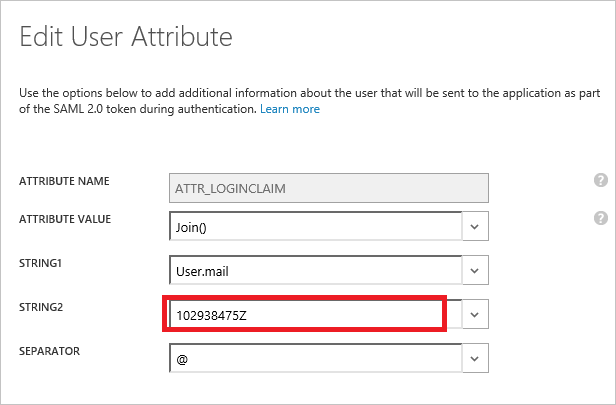 Edit User Attribute
Use the options below to add additional information about the user that will be sent to the application as part
of the SAML 2.0 token during authentication. Learn more
ATTRIBUTE NAME ATTR_LOGINCLAIM ?
ATTRIBUTE VALUE Join() ?
STRING1 User.mail
STRING2 102938475Z
SEPARATOR @